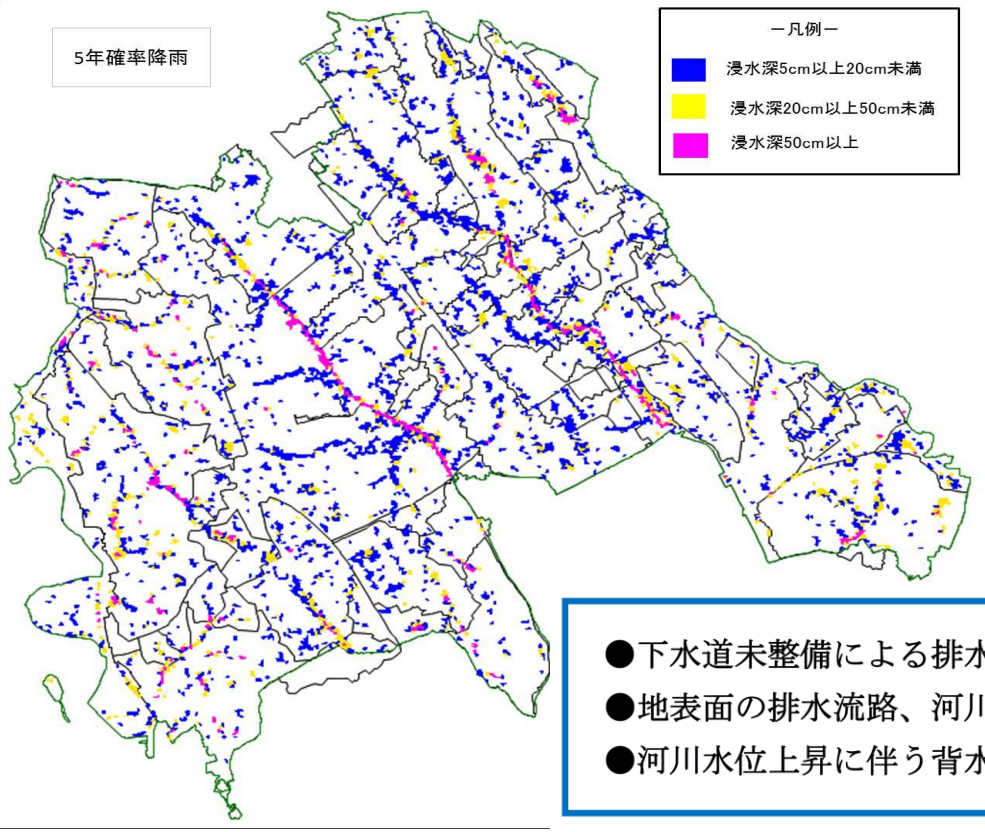 5年確率降雨
－凡例－
浸水深5cm以上20cm未満
浸水深20cm以上50cm未満
浸水深50cm以上
●下水道未整備による排水
●地表面の排水流路、河川
●河川水位上昇に伴う背水